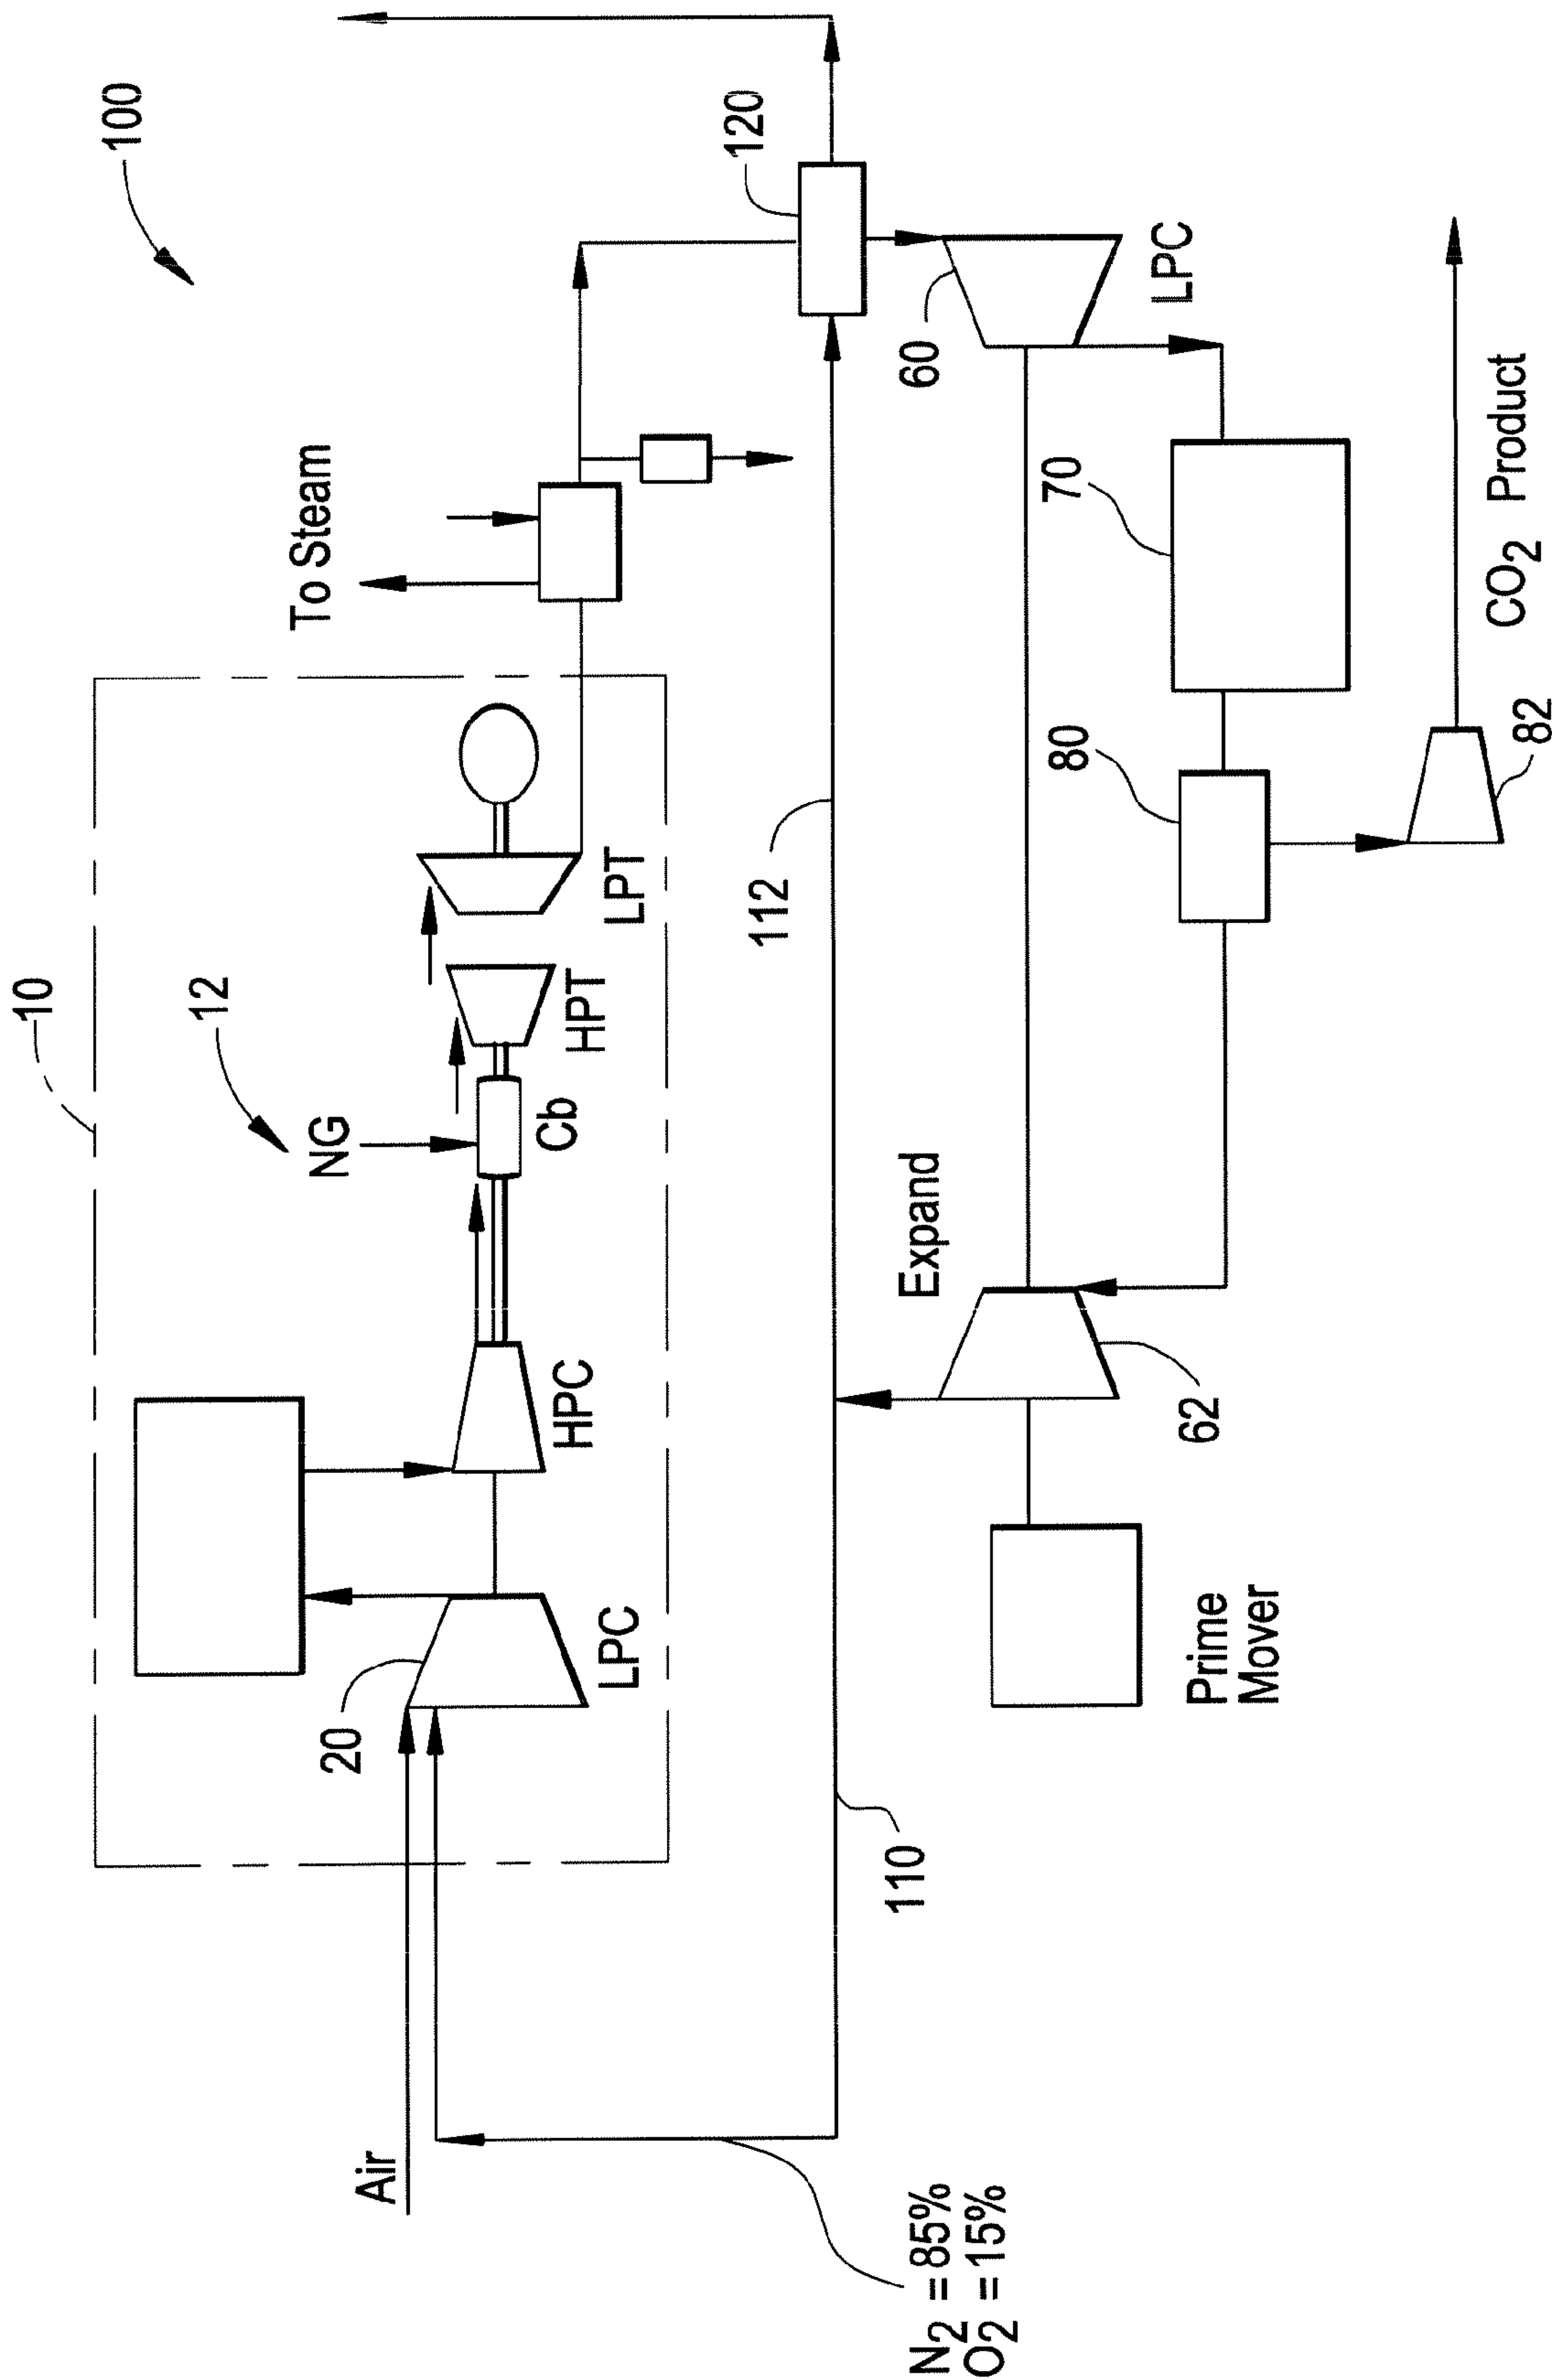 100
10
12
NG
To Steam
Air
20
LPC
HPC
Cb
HPT
LPT
120
112
110
N2 = 85%
O2 = 15%
Expand
62
Prime
Mover
60
LPC
70
80
82
CO2 Product